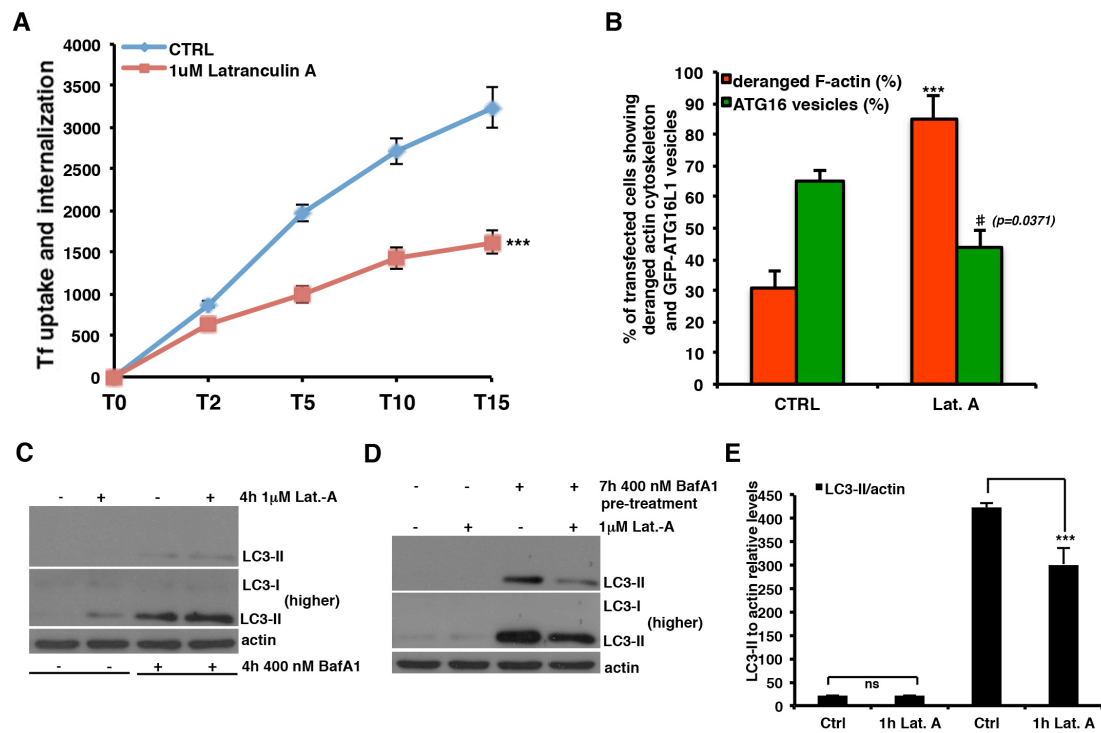 A
CTRL
1uM Latranculin A
Tf uptake and internalization
4000
3500
3000
2500
2000
1500
1000
500
0
T0 T2 T5 T10 T15
***
B
deranged F-actin (%)
ATG16 vesicles (%)
% of transfected cells showing
deranged actin cytoskeleton
and GFP-ATG16L1 vesicles
100
90
80
70
60
50
40
30
20
10
0
***
# (p=0.0371)
CTRL Lat. A
C
- + - + 4h 1µM Lat.-A
LC3-II
LC3-I
(higher)
LC3-II
actin
- - + + 4h 400 nM BafA1
D
- - + + 7h 400 nM BafA1
pre-treatment
- + - + 1µM Lat.-A
LC3-II
LC3-I
(higher)
LC3-II
actin
E
LC3-II/actin
LC3-II to actin relative levels
450
400
350
300
250
200
150
100
50
0
ns
***
Ctrl 1h Lat. A Ctrl 1h Lat. A